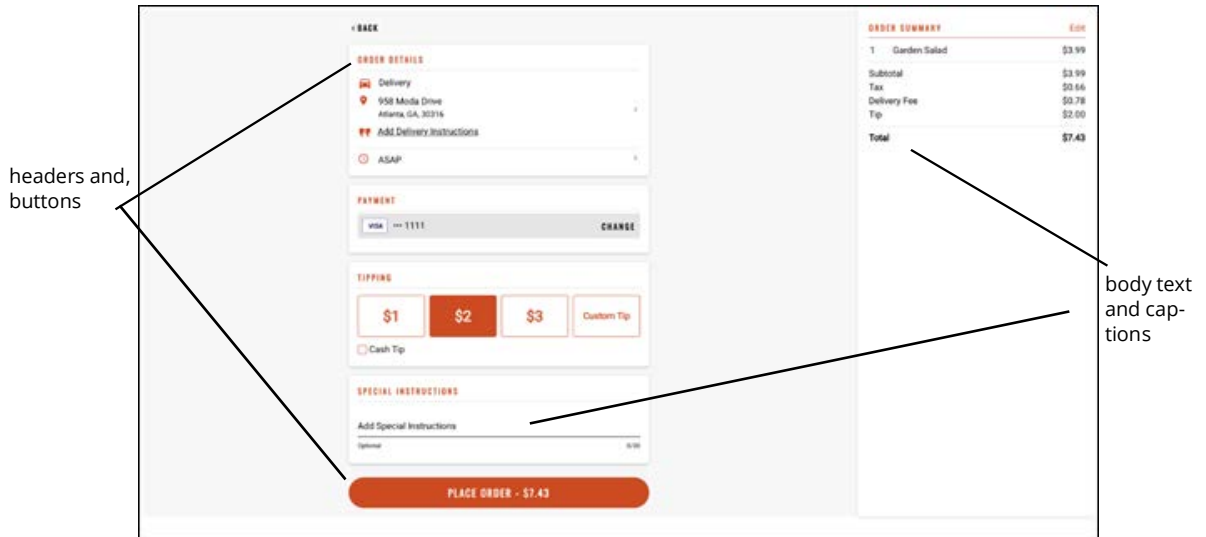 ‹ BACK
ORDER DETAILS
Delivery
958 Moda Drive
Atlanta, GA, 30316
Add Delivery Instructions
ASAP
PAYMENT
VISA ••• 1111 CHANGE
TIPPING
$1 $2 $3 Custom Tip
Cash Tip
SPECIAL INSTRUCTIONS
Add Special Instructions
Optional 0/30
PLACE ORDER - $7.43
ORDER SUMMARY Edit
1 Garden Salad $3.99
Subtotal $3.99
Tax $0.66
Delivery Fee $0.78
Tip $2.00
Total $7.43
headers and,
buttons
body text
and cap-
tions